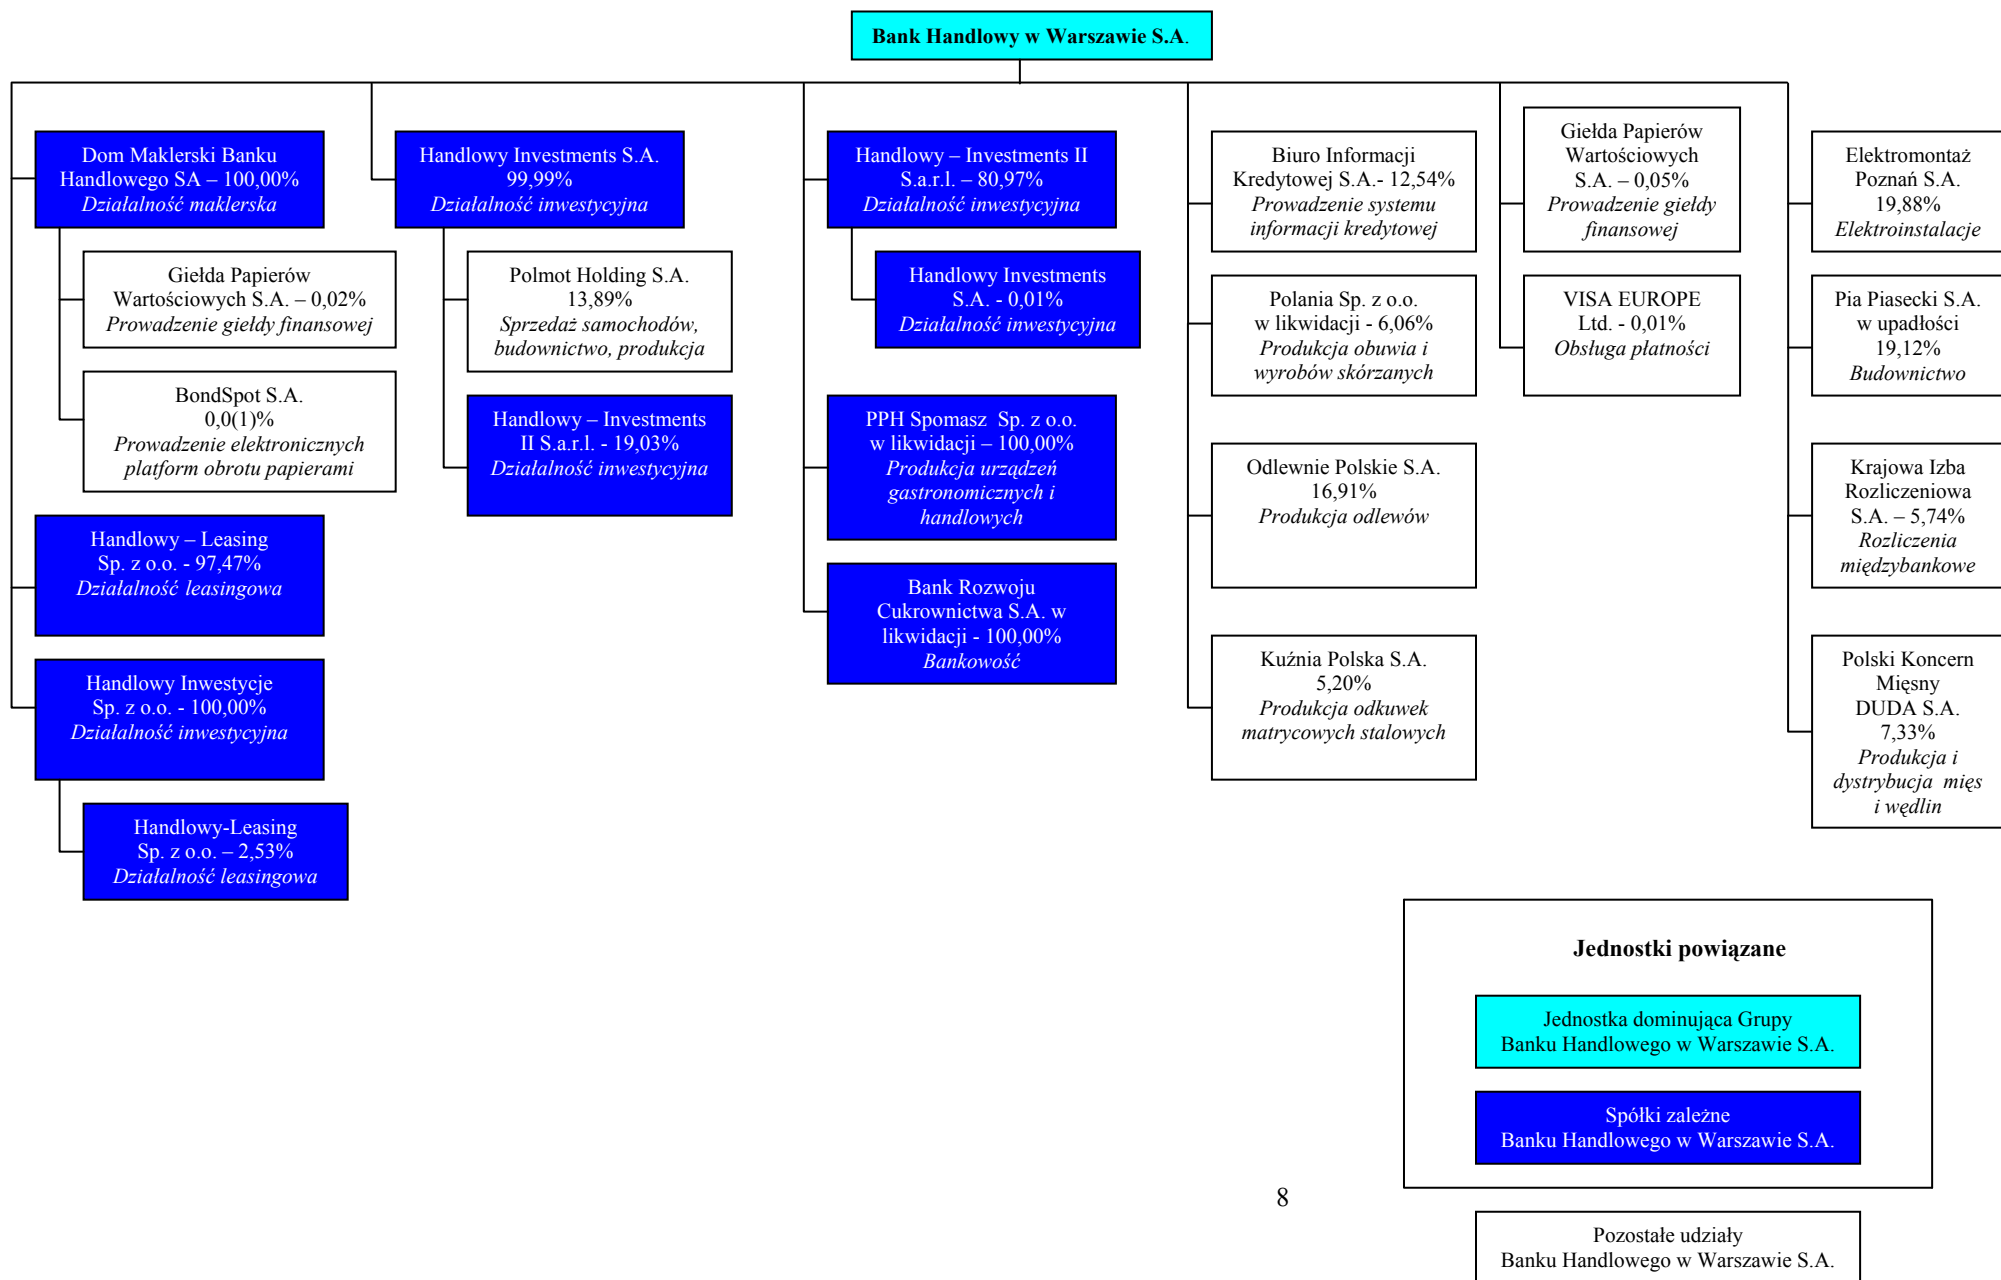 Bank Handlowy w Warszawie S.A.
Dom Maklerski Banku
Handlowego SA – 100,00%
Działalność maklerska
Giełda Papierów
Wartościowych S.A. – 0,02%
Prowadzenie giełdy finansowej
BondSpot S.A.
0,0(1)%
Prowadzenie elektronicznych
platform obrotu papierami
Handlowy – Leasing
Sp. z o.o. - 97,47%
Działalność leasingowa
Handlowy Inwestycje
Sp. z o.o. - 100,00%
Działalność inwestycyjna
Handlowy-Leasing
Sp. z o.o. – 2,53%
Działalność leasingowa
Handlowy Investments S.A.
99,99%
Działalność inwestycyjna
Polmot Holding S.A.
13,89%
Sprzedaż samochodów,
budownictwo, produkcja
Handlowy – Investments
II S.a.r.l. - 19,03%
Działalność inwestycyjna
Handlowy – Investments II
S.a.r.l. – 80,97%
Działalność inwestycyjna
Handlowy Investments
S.A. - 0,01%
Działalność inwestycyjna
PPH Spomasz  Sp. z o.o.
w likwidacji – 100,00%
Produkcja urządzeń
gastronomicznych i
handlowych
Bank Rozwoju
Cukrownictwa S.A. w
likwidacji - 100,00%
Bankowość
Biuro Informacji
Kredytowej S.A.- 12,54%
Prowadzenie systemu
informacji kredytowej
Polania Sp. z o.o.
w likwidacji - 6,06%
Produkcja obuwia i
wyrobów skórzanych
Odlewnie Polskie S.A.
16,91%
Produkcja odlewów
Kuźnia Polska S.A.
5,20%
Produkcja odkuwek
matrycowych stalowych
Giełda Papierów
Wartościowych
S.A. – 0,05%
Prowadzenie giełdy
finansowej
VISA EUROPE
Ltd. - 0,01%
Obsługa płatności
Elektromontaż
Poznań S.A.
19,88%
Elektroinstalacje
Pia Piasecki S.A.
w upadłości
19,12%
Budownictwo
Krajowa Izba
Rozliczeniowa
S.A. – 5,74%
Rozliczenia
międzybankowe
Polski Koncern
Mięsny
DUDA S.A.
7,33%
Produkcja i
dystrybucja  mięs
i wędlin
Jednostki powiązane
Jednostka dominująca Grupy
Banku Handlowego w Warszawie S.A.
Spółki zależne
Banku Handlowego w Warszawie S.A.
8
Pozostałe udziały
Banku Handlowego w Warszawie S.A.